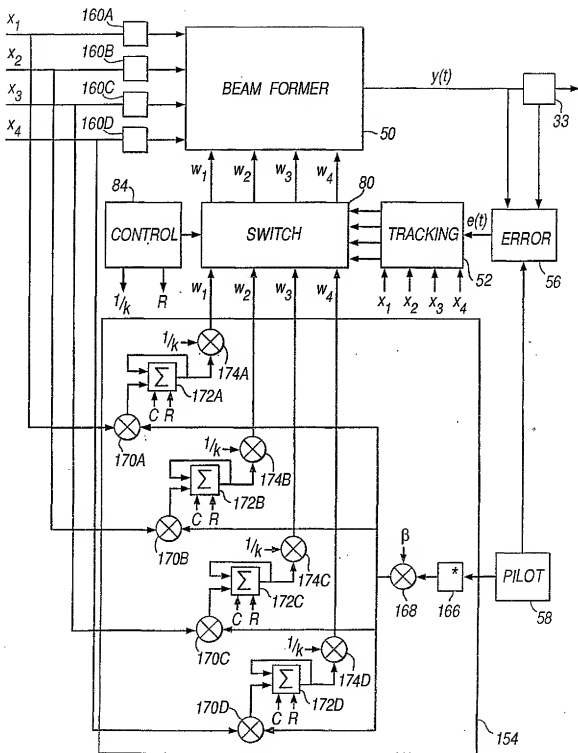 x1 160A
x2 160B
x3 160C
x4 160D
BEAM FORMER
y(t)
33
50
w1 w2 w3 w4
84
80
CONTROL
SWITCH
TRACKING
e(t)
ERROR
52
56
1/k R
w1 w2 w3 w4
x1 x2 x3 x4
1/k
174A
Σ
172A
C R
170A
1/k
174B
Σ
172B
C R
170B
1/k
174C
Σ
172C
C R
170C
β
168
*
166
PILOT
58
1/k
174D
Σ
172D
C R
170D
154